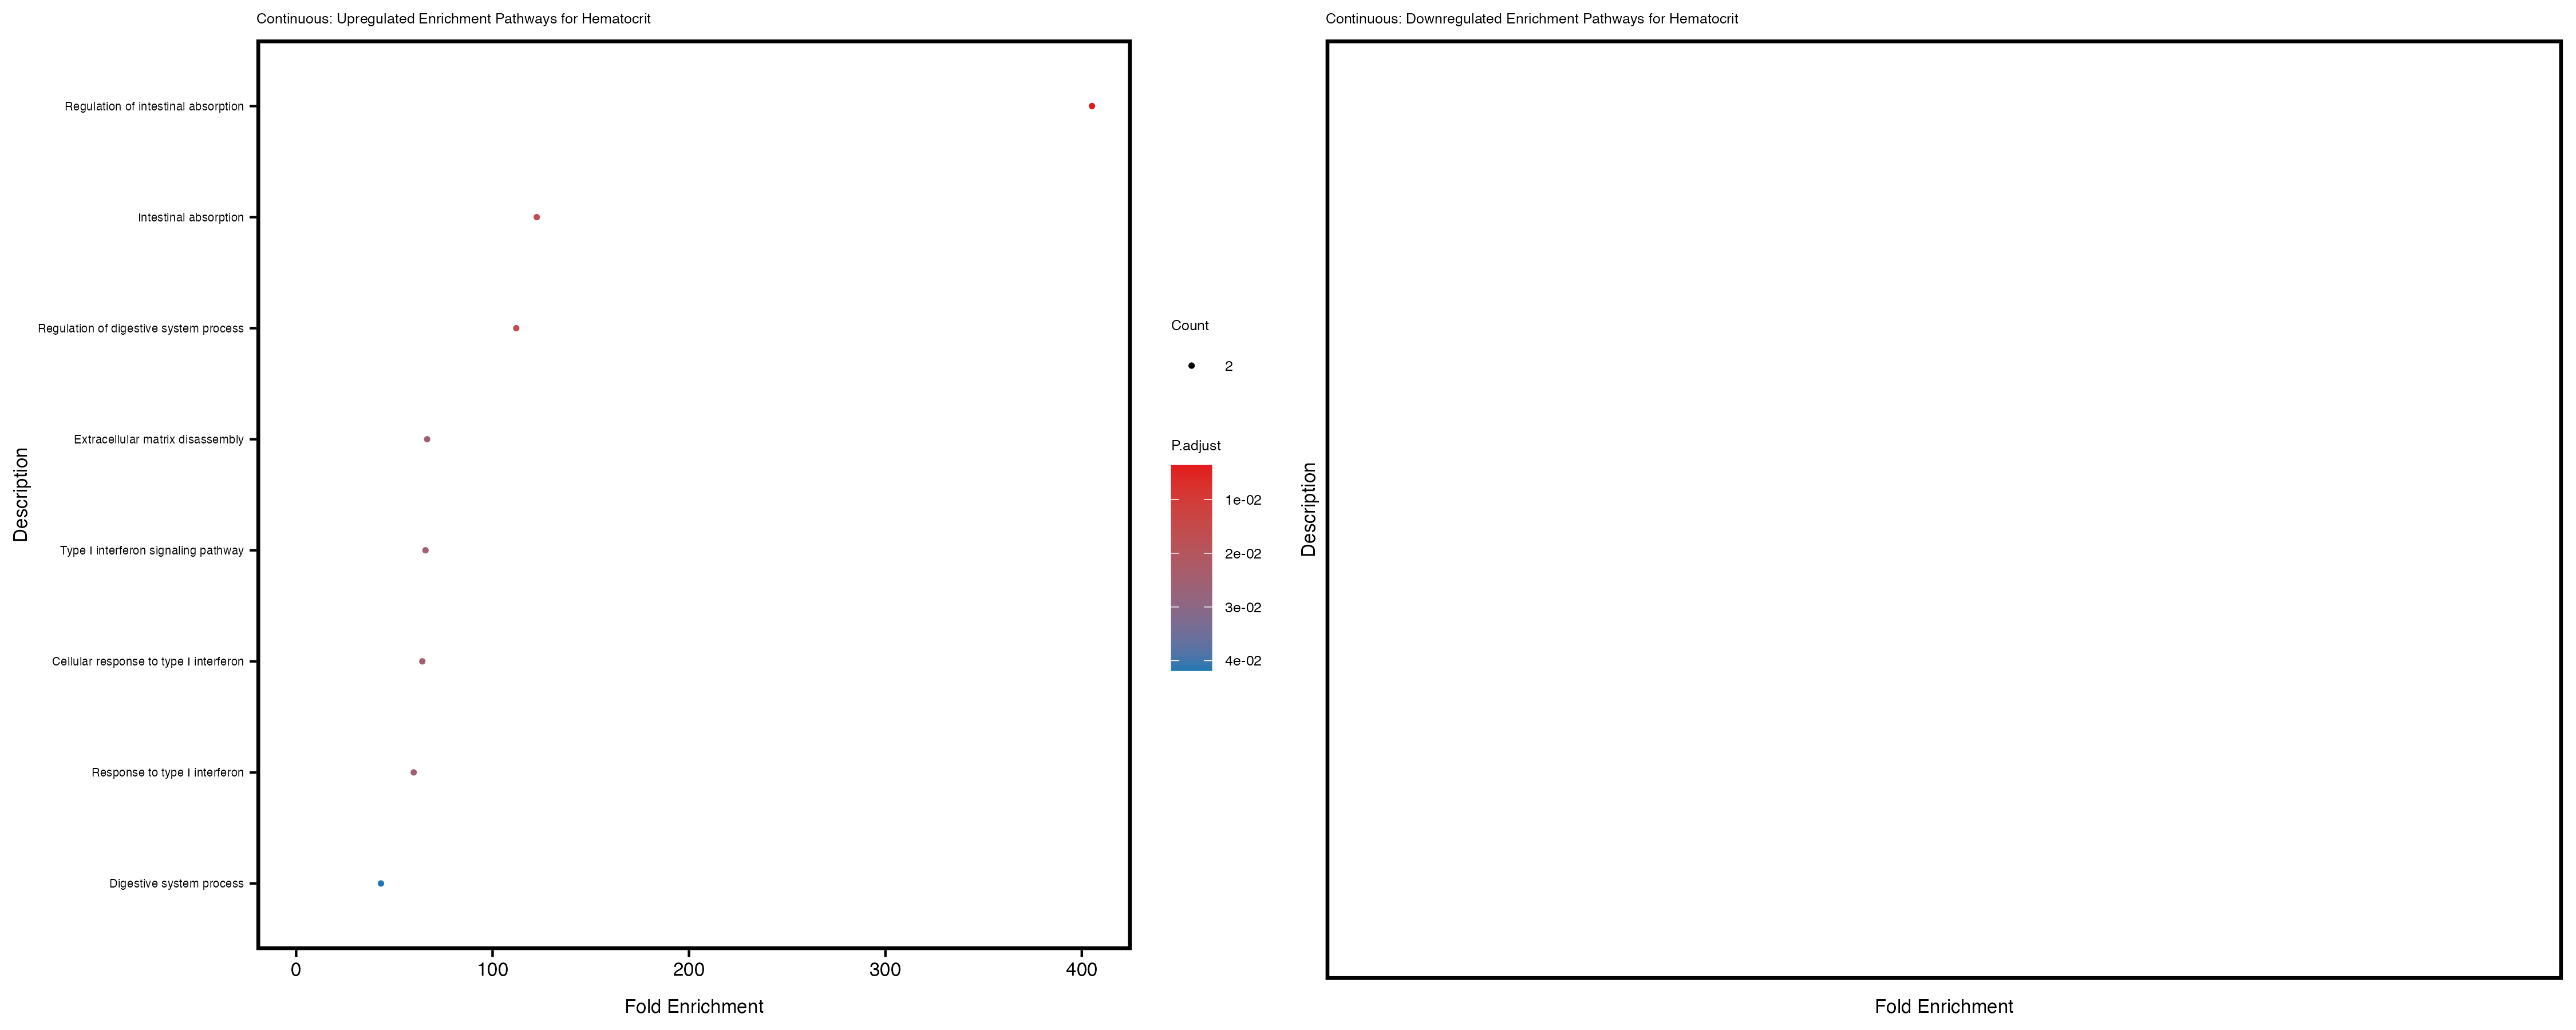 Continuous: Upregulated Enrichment Pathways for Hematocrit
Description
Regulation of intestinal absorption
Intestinal absorption
Regulation of digestive system process
Extracellular matrix disassembly
Type I interferon signaling pathway
Cellular response to type I interferon
Response to type I interferon
Digestive system process
0 100 200 300 400
Fold Enrichment
Count
2
P.adjust
1e-02
2e-02
3e-02
4e-02
Continuous: Downregulated Enrichment Pathways for Hematocrit
Description
Fold Enrichment